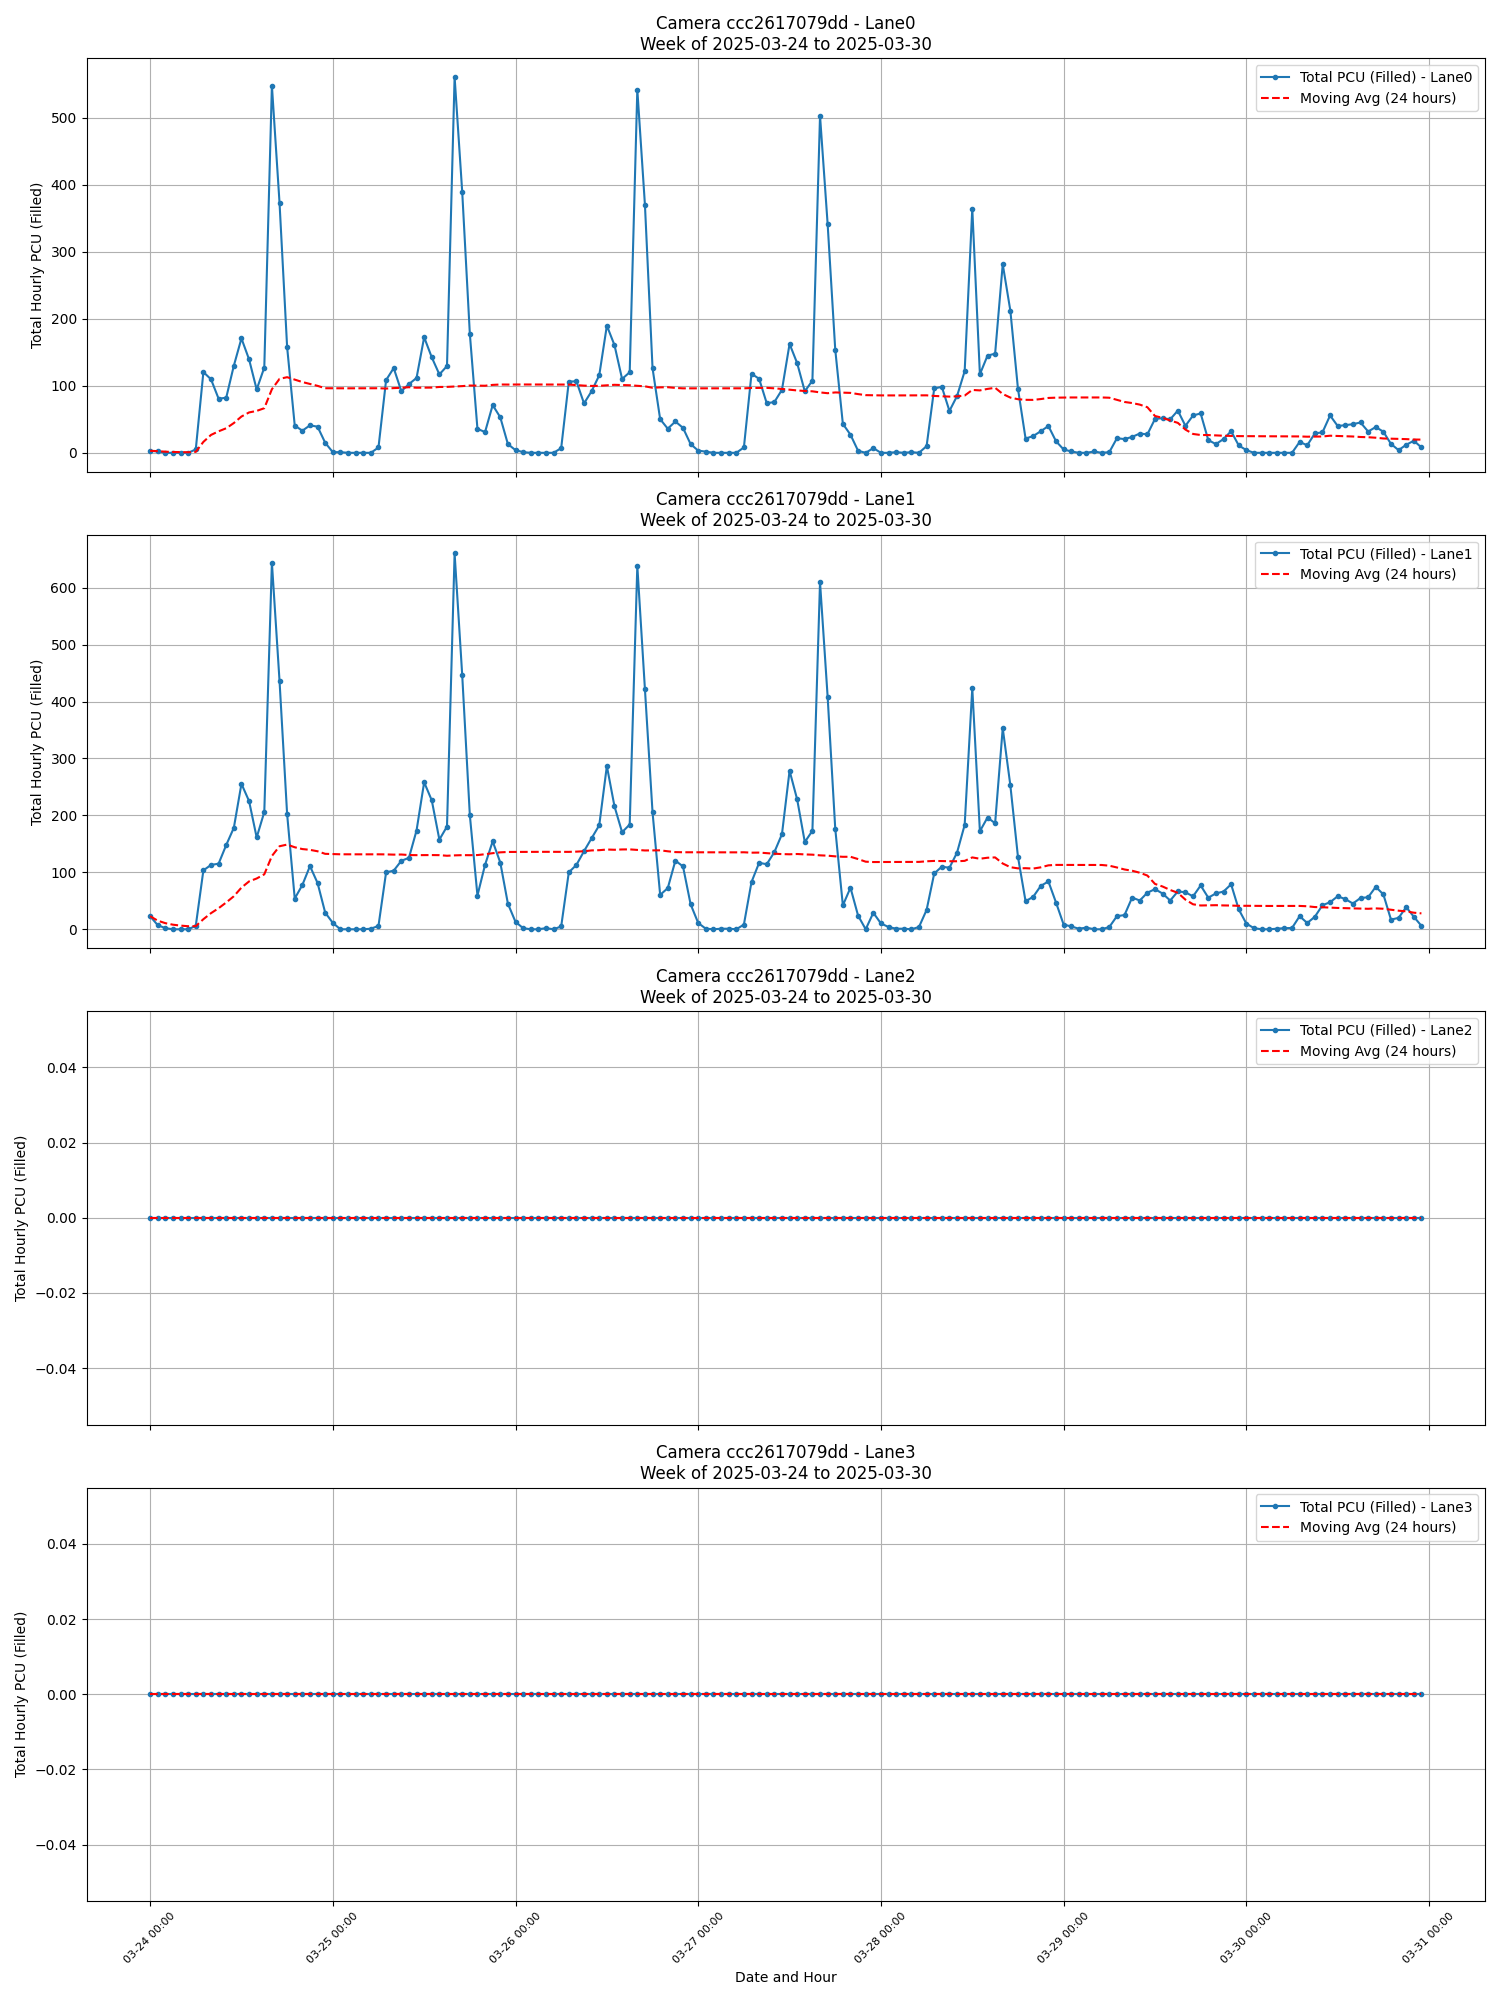 Camera ccc2617079dd - Lane0
Week of 2025-03-24 to 2025-03-30
Total PCU (Filled) - Lane0
Moving Avg (24 hours)
Total Hourly PCU (Filled)
500
400
300
200
100
0
Camera ccc2617079dd - Lane1
Week of 2025-03-24 to 2025-03-30
Total PCU (Filled) - Lane1
Moving Avg (24 hours)
Total Hourly PCU (Filled)
600
500
400
300
200
100
0
Camera ccc2617079dd - Lane2
Week of 2025-03-24 to 2025-03-30
Total PCU (Filled) - Lane2
Moving Avg (24 hours)
Total Hourly PCU (Filled)
0.04
0.02
0.00
−0.02
−0.04
Camera ccc2617079dd - Lane3
Week of 2025-03-24 to 2025-03-30
Total PCU (Filled) - Lane3
Moving Avg (24 hours)
Total Hourly PCU (Filled)
0.04
0.02
0.00
−0.02
−0.04
03-24 00:00
03-25 00:00
03-26 00:00
03-27 00:00
03-28 00:00
03-29 00:00
03-30 00:00
03-31 00:00
Date and Hour